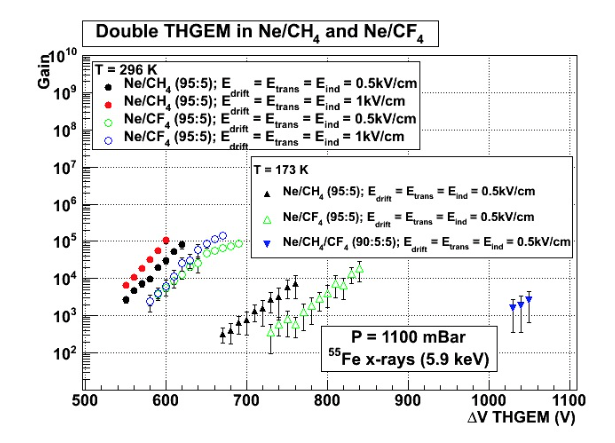 Double THGEM in Ne/CH4 and Ne/CF4
Gain
10^10
10^9
10^8
10^7
10^6
10^5
10^4
10^3
10^2
T = 296 K
Ne/CH4 (95:5); Edrift = Etrans = Eind = 0.5kV/cm
Ne/CH4 (95:5); Edrift = Etrans = Eind = 1kV/cm
Ne/CF4 (95:5); Edrift = Etrans = Eind = 0.5kV/cm
Ne/CF4 (95:5); Edrift = Etrans = Eind = 1kV/cm
T = 173 K
Ne/CH4 (95:5); Edrift = Etrans = Eind = 0.5kV/cm
Ne/CF4 (95:5); Edrift = Etrans = Eind = 0.5kV/cm
Ne/CH4/CF4 (90:5:5); Edrift = Etrans = Eind = 0.5kV/cm
P = 1100 mBar
55Fe x-rays (5.9 keV)
500 600 700 800 900 1000 1100
ΔV THGEM (V)